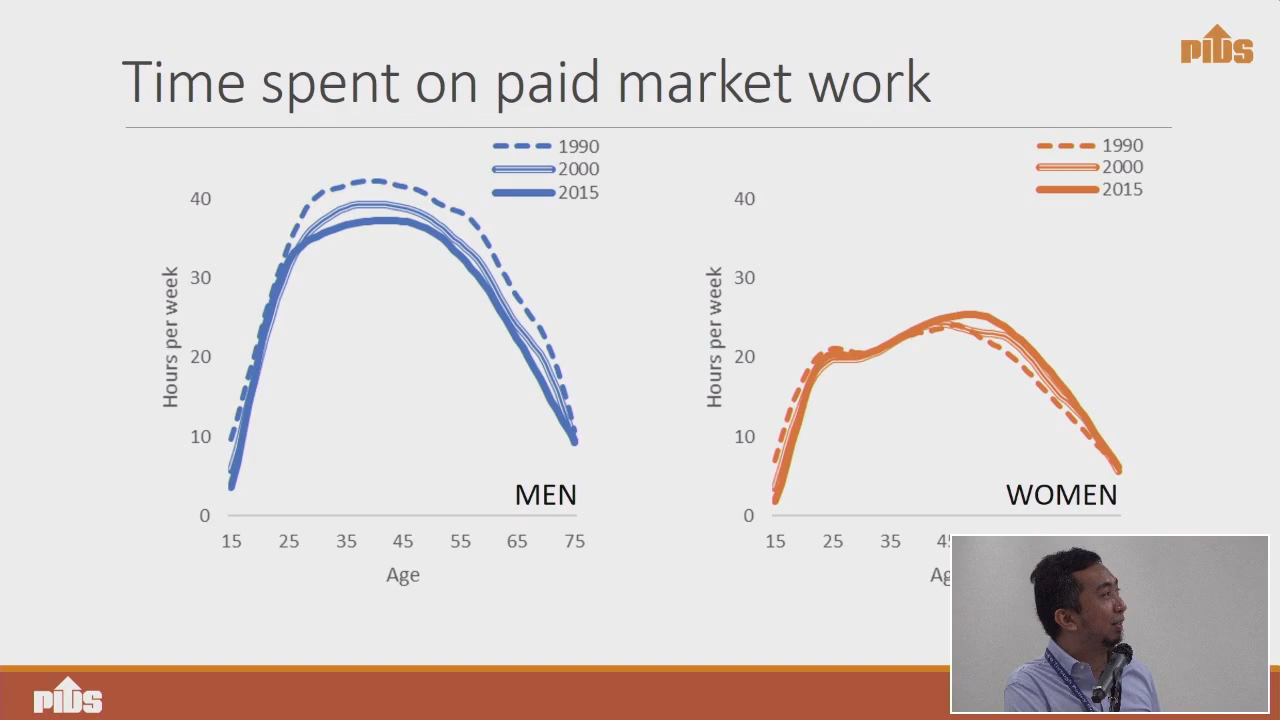 PIDS
Time spent on paid market work
1990
2000
2015
40
30
20
10
0
Hours per week
MEN
15 25 35 45 55 65 75
Age
1990
2000
2015
40
30
20
10
0
Hours per week
WOMEN
15 25 35
PIDS